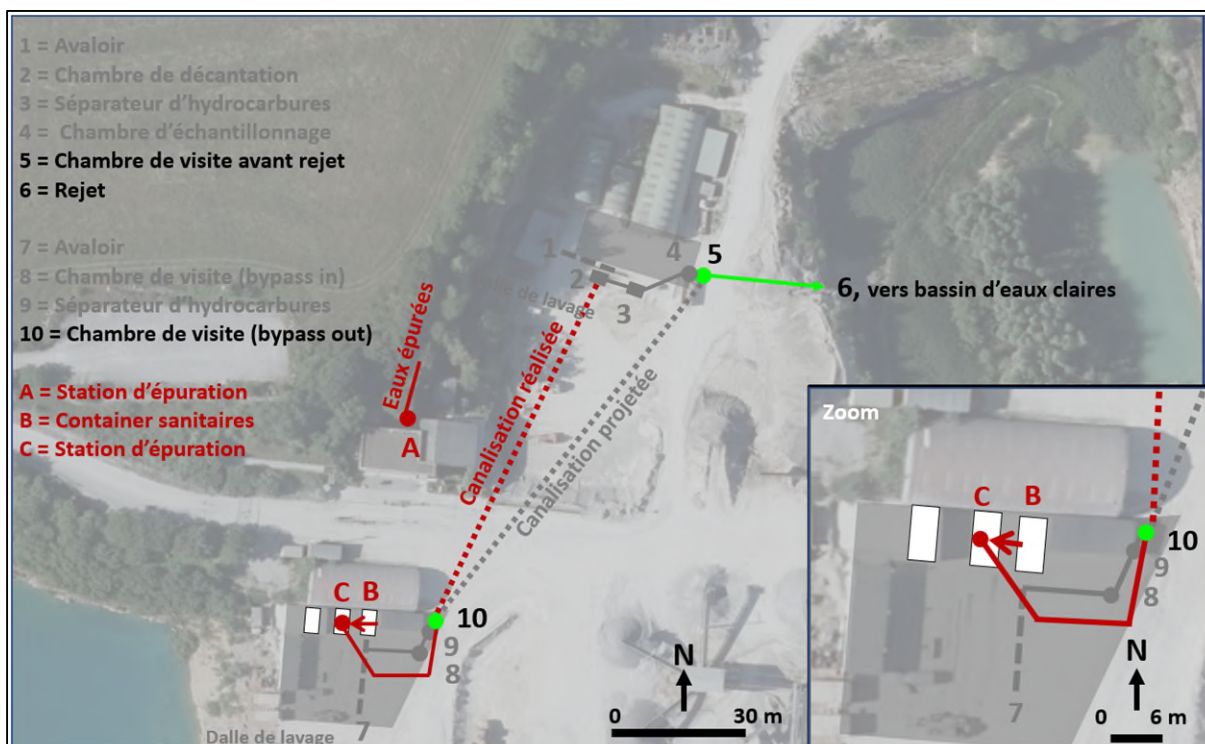 1 = Avaloir
2 = Chambre de décantation
3 = Séparateur d'hydrocarbures
4 = Chambre d'échantillonnage
5 = Chambre de visite avant rejet
6 = Rejet
7 = Avaloir
8 = Chambre de visite (bypass in)
9 = Séparateur d'hydrocarbures
10 = Chambre de visite (bypass out)
A = Station d'épuration
B = Container sanitaires
C = Station d'épuration
1
2
3
4
5
Dalle de lavage
6, vers bassin d'eaux claires
Eaux épurées
A
Canalisation réalisée
Canalisation projetée
C B
10
9
8
7
Dalle de lavage
N
0 30 m
Zoom
C B
10
9
8
7
N
0 6 m